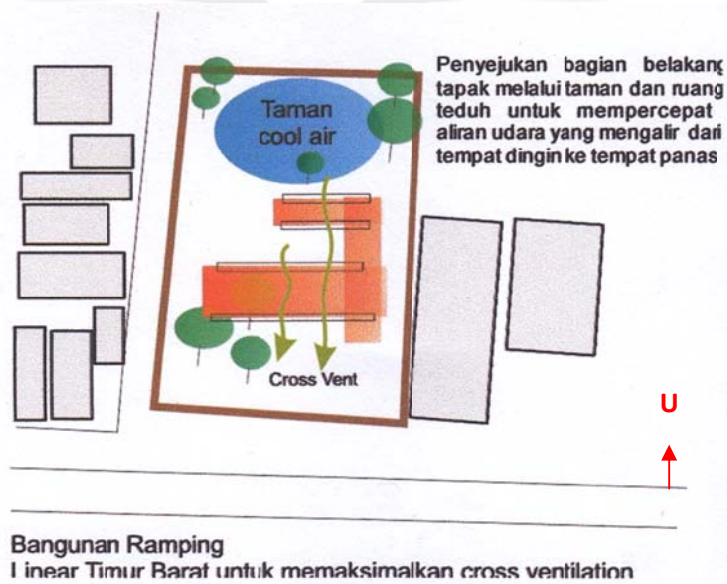 Penyejukan bagian belakang
tapak melalui taman dan ruang
teduh untuk mempercepat
aliran udara yang mengalir dari
tempat dingin ke tempat panas
Taman
cool air
Cross Vent
U
Bangunan Ramping
Linear Timur Barat untuk memaksimalkan cross ventilation